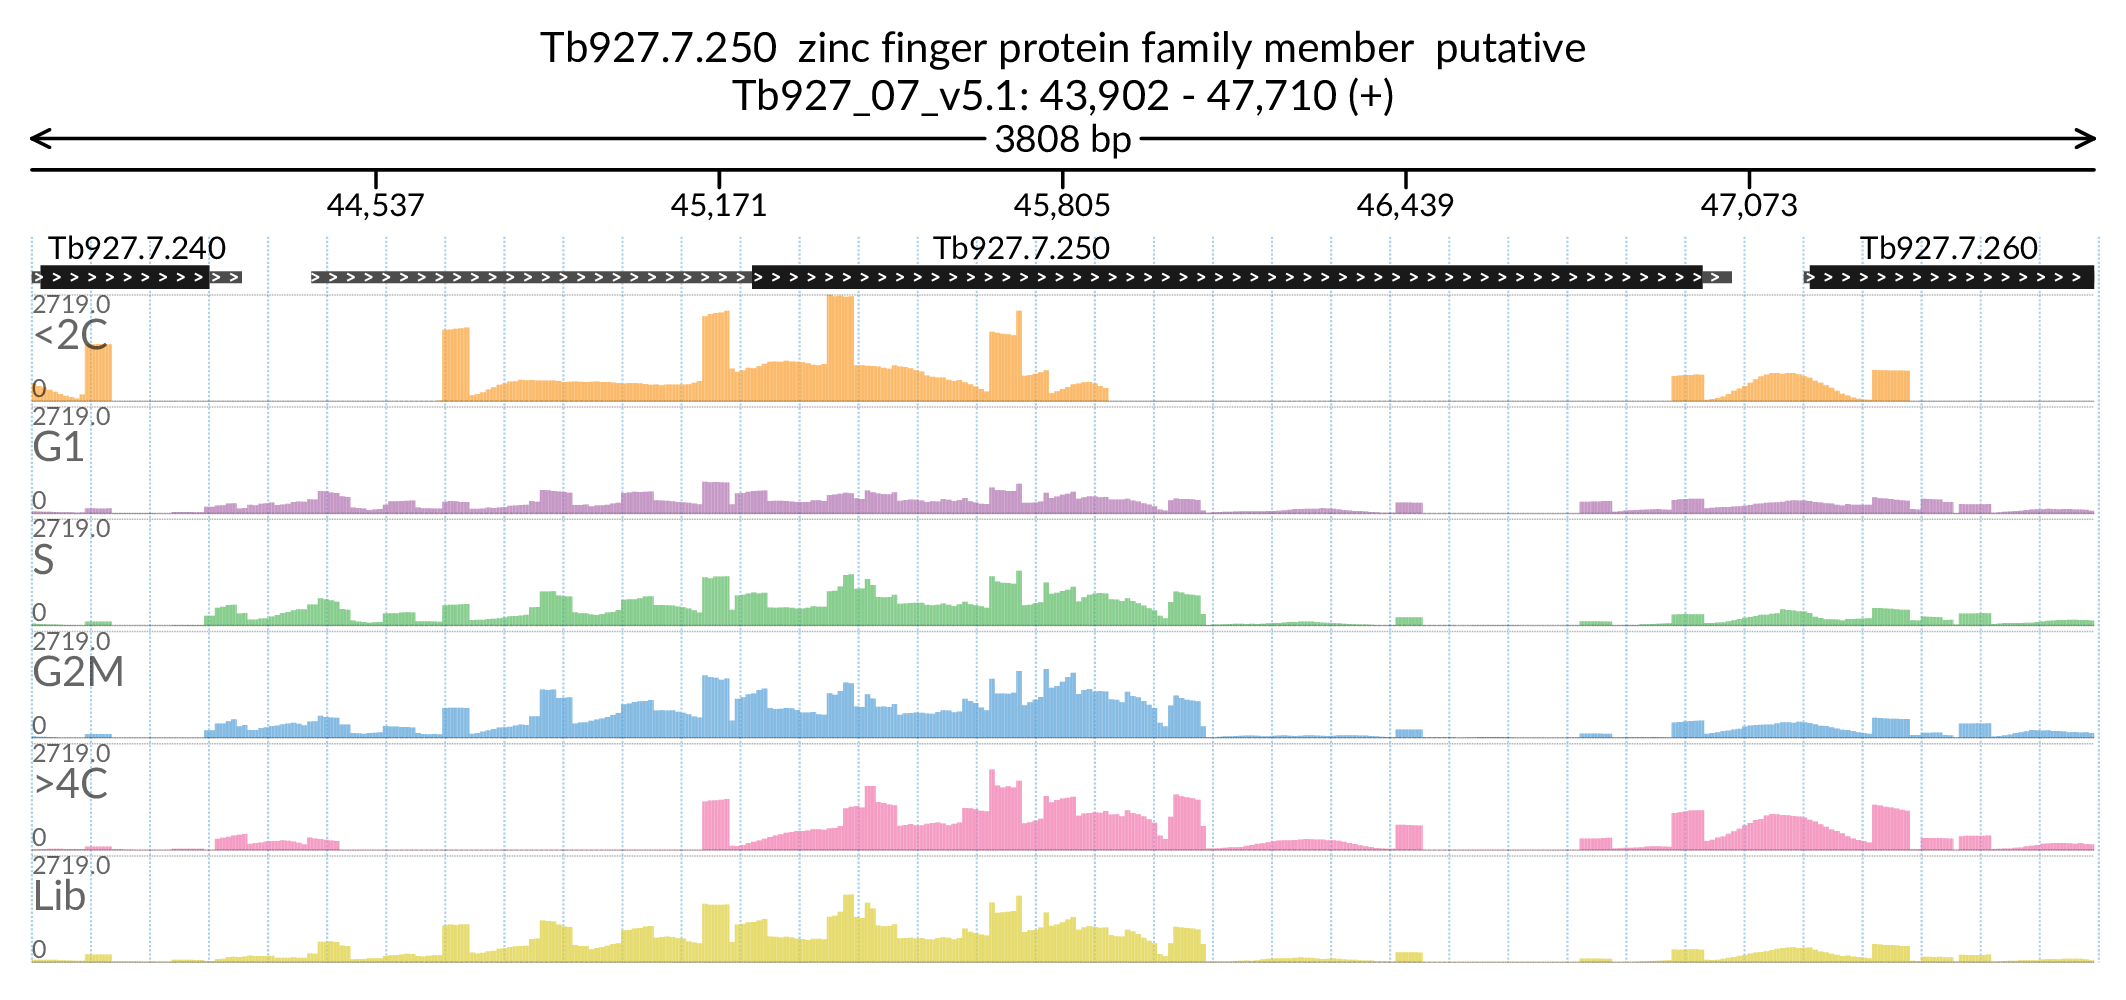 Tb927.7.250  zinc finger protein family member  putative
Tb927_07_v5.1: 43,902 - 47,710 (+)
3808 bp
44,537 45,171 45,805 46,439 47,073
Tb927.7.240 Tb927.7.250 Tb927.7.260
2719.0
<2C
0
2719.0
G1
0
2719.0
S
0
2719.0
G2M
0
2719.0
>4C
0
2719.0
Lib
0